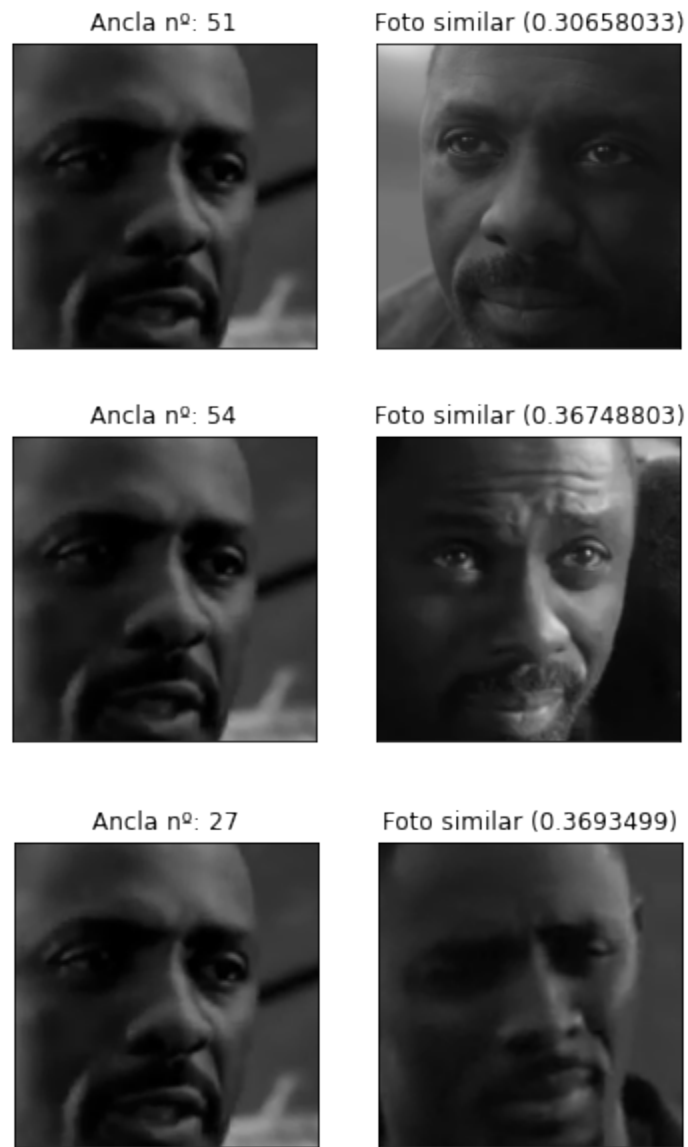 Ancla nº: 51
Foto similar (0.30658033)
Ancla nº: 54
Foto similar (0.36748803)
Ancla nº: 27
Foto similar (0.3693499)